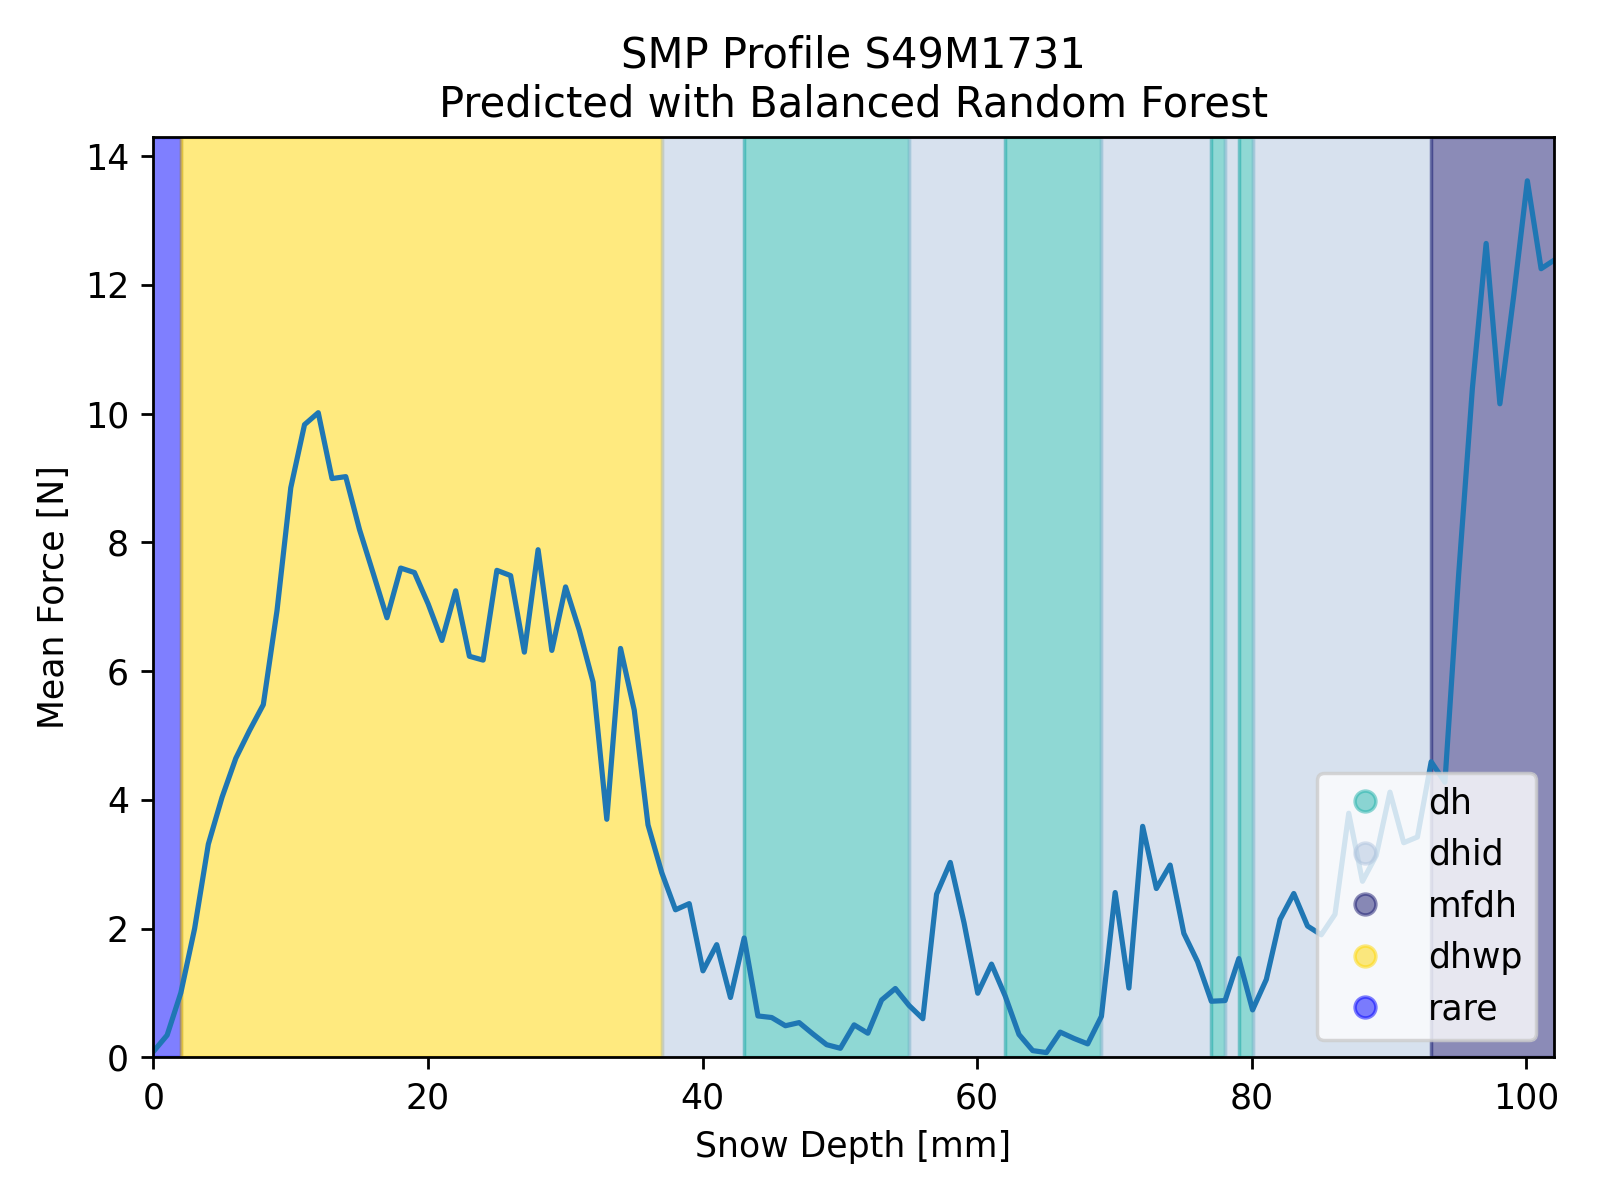 SMP Profile S49M1731
Predicted with Balanced Random Forest
14
12
10
8
6
4
2
0
Mean Force [N]
0 20 40 60 80 100
Snow Depth [mm]
dh
dhid
mfdh
dhwp
rare